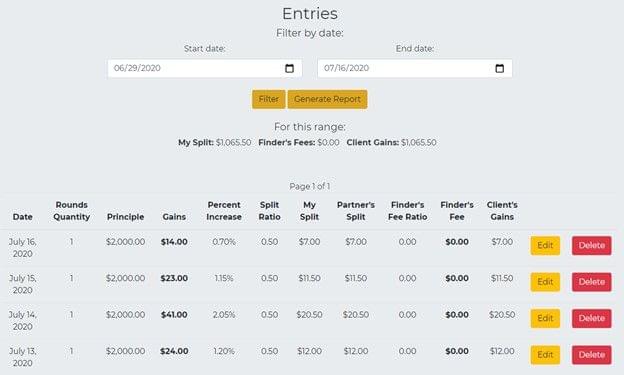 Entries
Filter by date:
Start date: End date:
06/29/2020 07/16/2020
Filter Generate Report
For this range:
My Split: $1,065.50 Finder's Fees: $0.00 Client Gains: $1,065.50
Page 1 of 1
Date Rounds Quantity Principle Gains Percent Increase Split Ratio My Split Partner's Split Finder's Fee Ratio Finder's Fee Client's Gains
July 16, 2020 1 $2,000.00 $14.00 0.70% 0.50 $7.00 $7.00 0.00 $0.00 $7.00 Edit Delete
July 15, 2020 1 $2,000.00 $23.00 1.15% 0.50 $11.50 $11.50 0.00 $0.00 $11.50 Edit Delete
July 14, 2020 1 $2,000.00 $41.00 2.05% 0.50 $20.50 $20.50 0.00 $0.00 $20.50 Edit Delete
July 13, 2020 1 $2,000.00 $24.00 1.20% 0.50 $12.00 $12.00 0.00 $0.00 $12.00 Edit Delete